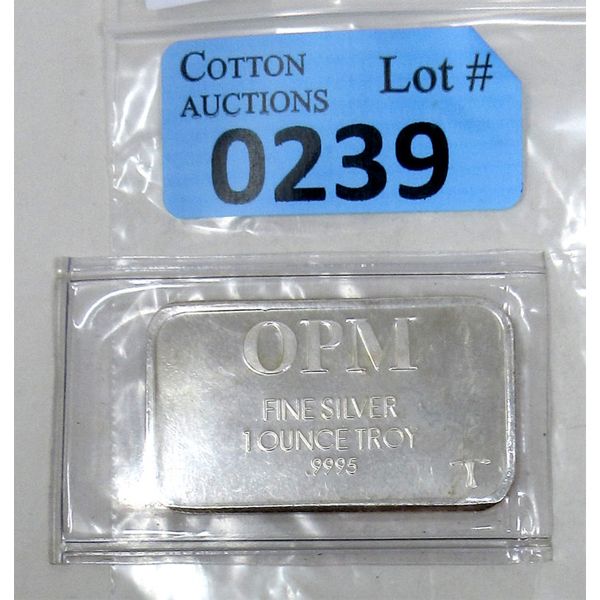 COTTON
AUCTIONS
Lot #
0239
OPM
FINE SILVER
1 OUNCE TROY
.9995
T